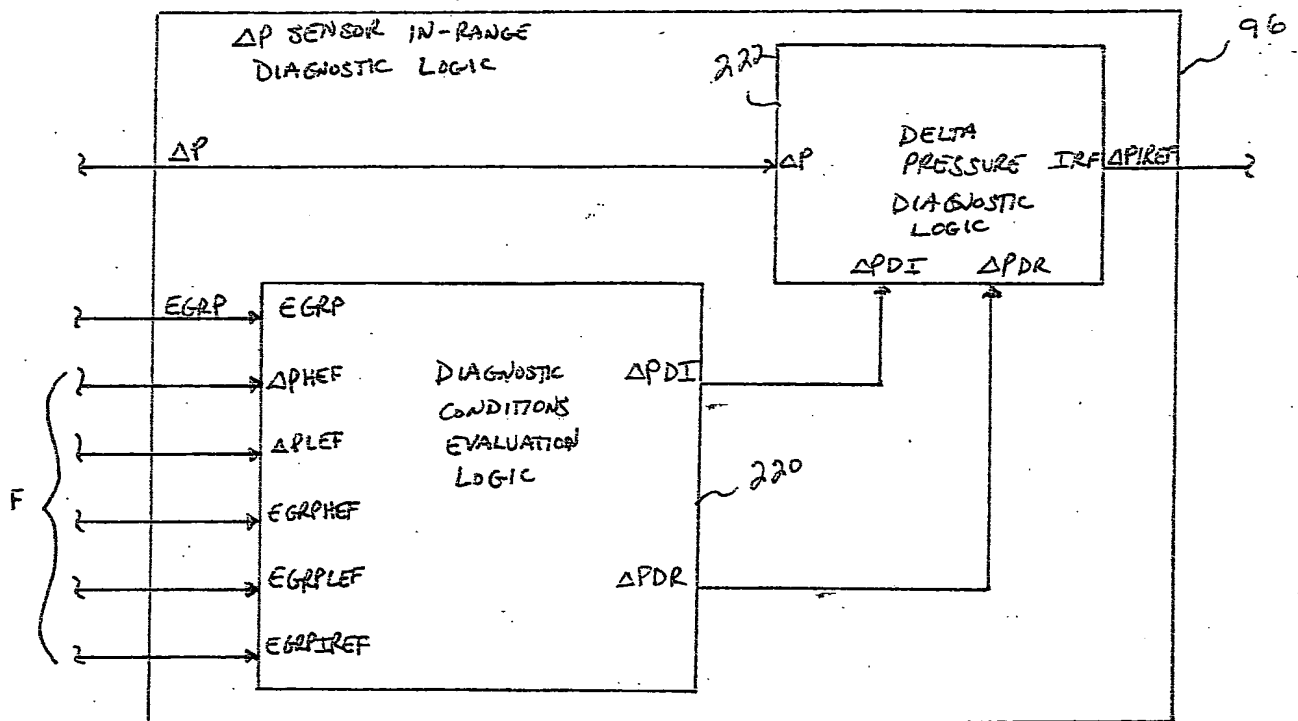 ΔP SENSOR IN-RANGE
DIAGNOSTIC LOGIC
96
222
ΔP
ΔP
DELTA
PRESSURE
DIAGNOSTIC
LOGIC
IRF
ΔPIREF
ΔPDI
ΔPDR
EGRP
EGRP
ΔPHEF
ΔPLEF
EGRPHEF
EGRPLEF
EGRPIREF
F
DIAGNOSTIC
CONDITIONS
EVALUATION
LOGIC
ΔPDI
220
ΔPDR